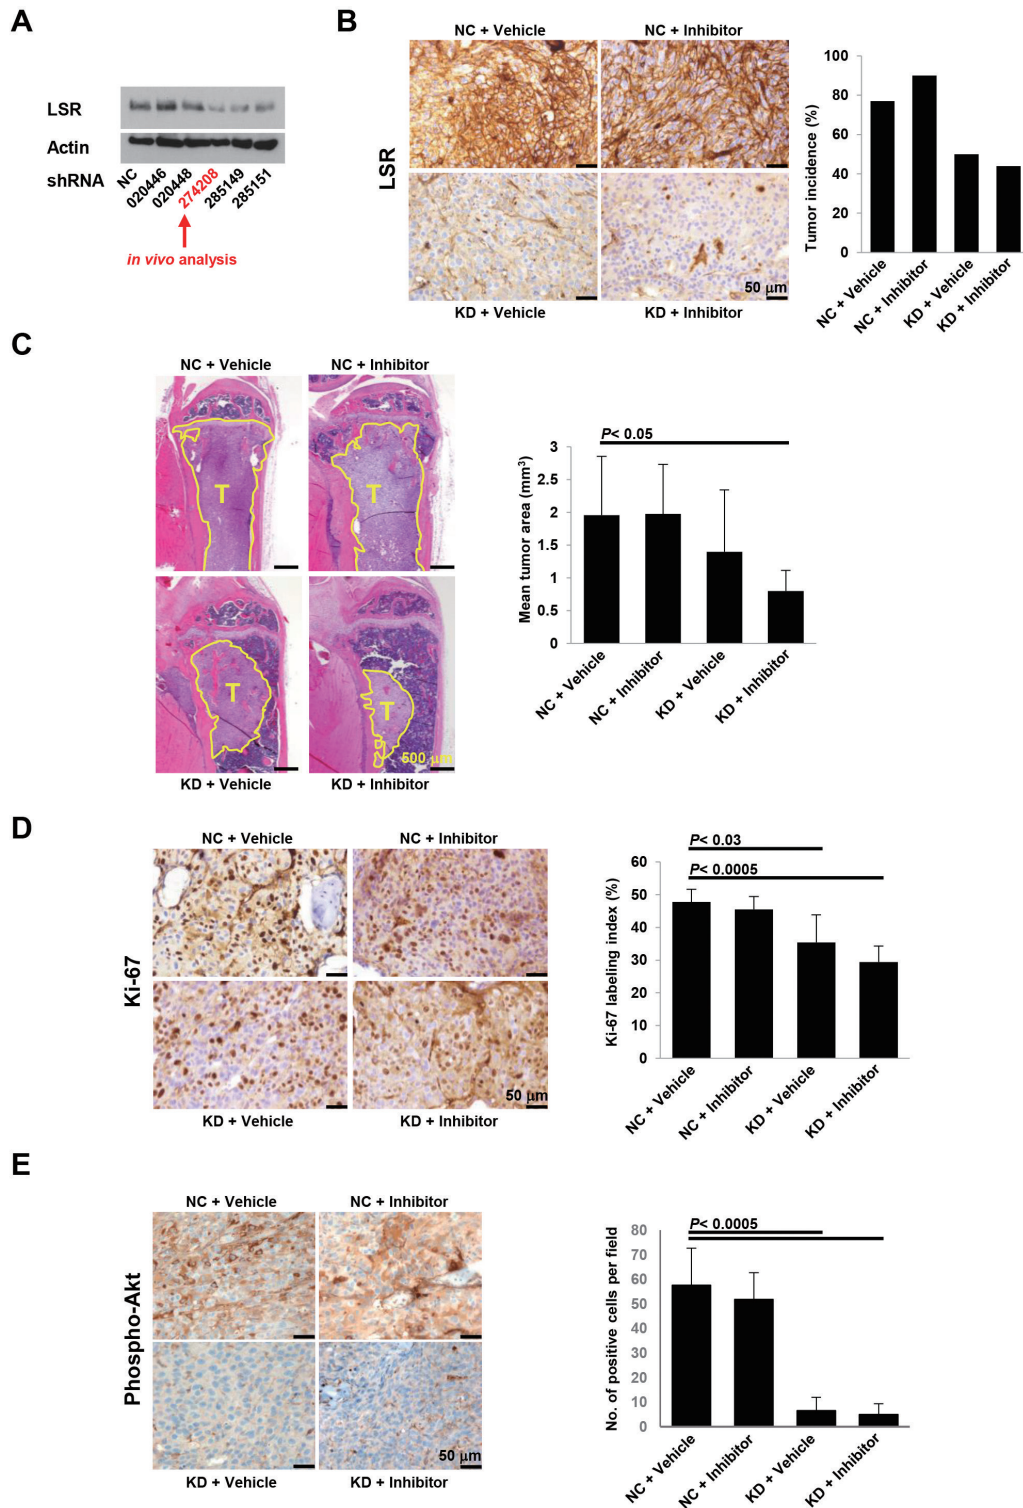 A
LSR
Actin
shRNA
NC
020446
020448
274208
285149
285151
in vivo analysis
B
NC + Vehicle
NC + Inhibitor
LSR
50 μm
KD + Vehicle
KD + Inhibitor
Tumor incidence (%)
100
80
60
40
20
0
NC + Vehicle
NC + Inhibitor
KD + Vehicle
KD + Inhibitor
C
NC + Vehicle
NC + Inhibitor
T
T
T
T
500 μm
KD + Vehicle
KD + Inhibitor
P< 0.05
Mean tumor area (mm³)
3
2.5
2
1.5
1
0.5
0
NC + Vehicle
NC + Inhibitor
KD + Vehicle
KD + Inhibitor
D
NC + Vehicle
NC + Inhibitor
Ki-67
50 μm
KD + Vehicle
KD + Inhibitor
P< 0.03
P< 0.0005
Ki-67 labeling index (%)
60
50
40
30
20
10
0
NC + Vehicle
NC + Inhibitor
KD + Vehicle
KD + Inhibitor
E
NC + Vehicle
NC + Inhibitor
Phospho-Akt
50 μm
KD + Vehicle
KD + Inhibitor
P< 0.0005
No. of positive cells per field
80
70
60
50
40
30
20
10
0
NC + Vehicle
NC + Inhibitor
KD + Vehicle
KD + Inhibitor